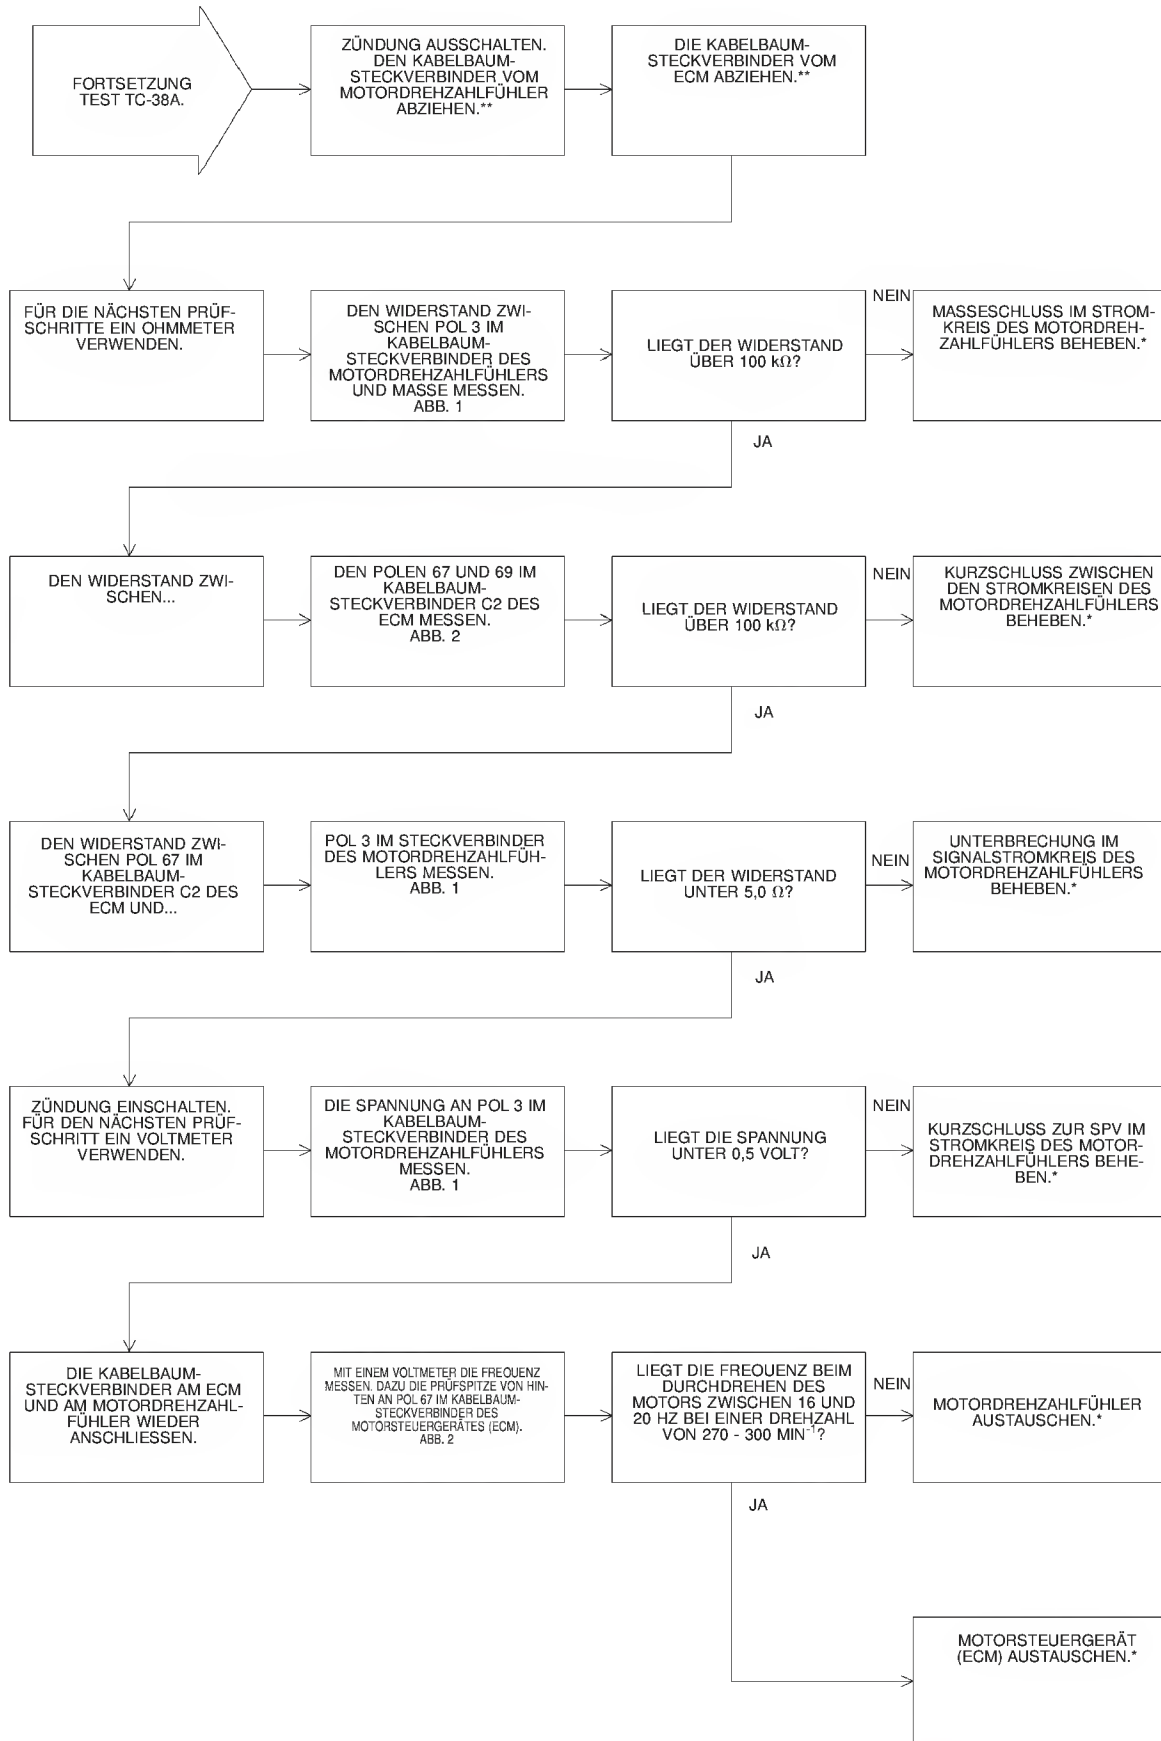 FORTSETZUNG
TEST TC-38A.
ZÜNDUNG AUSSCHALTEN.
DEN KABELBAUM-
STECKVERBINDER VOM
MOTORDREHZAHLFÜHLER
ABZIEHEN.**
DIE KABELBAUM-
STECKVERBINDER VOM
ECM ABZIEHEN.**
FÜR DIE NÄCHSTEN PRÜF-
SCHRITTE EIN OHMMETER
VERWENDEN.
DEN WIDERSTAND ZWI-
SCHEN POL 3 IM
KABELBAUM-
STECKVERBINDER DES
MOTORDREHZAHLFÜHLERS
UND MASSE MESSEN.
ABB. 1
LIEGT DER WIDERSTAND
ÜBER 100 kΩ?
NEIN
MASSESCHLUSS IM STROM-
KREIS DES MOTORDREH-
ZAHLFÜHLERS BEHEBEN.*
JA
DEN WIDERSTAND ZWI-
SCHEN...
DEN POLEN 67 UND 69 IM
KABELBAUM-
STECKVERBINDER C2 DES
ECM MESSEN.
ABB. 2
LIEGT DER WIDERSTAND
ÜBER 100 kΩ?
NEIN
KURZSCHLUSS ZWISCHEN
DEN STROMKREISEN DES
MOTORDREHZAHLFÜHLERS
BEHEBEN.*
JA
DEN WIDERSTAND ZWI-
SCHEN POL 67 IM
KABELBAUM-
STECKVERBINDER C2 DES
ECM UND...
POL 3 IM STECKVERBINDER
DES MOTORDREHZAHLFÜH-
LERS MESSEN.
ABB. 1
LIEGT DER WIDERSTAND
UNTER 5,0 Ω?
NEIN
UNTERBRECHUNG IM
SIGNALSTROMKREIS DES
MOTORDREHZAHLFÜHLERS
BEHEBEN.*
JA
ZÜNDUNG EINSCHALTEN.
FÜR DEN NÄCHSTEN PRÜF-
SCHRITT EIN VOLTMETER
VERWENDEN.
DIE SPANNUNG AN POL 3 IM
KABELBAUM-
STECKVERBINDER DES
MOTORDREHZAHLFÜHLERS
MESSEN.
ABB. 1
LIEGT DIE SPANNUNG
UNTER 0,5 VOLT?
NEIN
KURZSCHLUSS ZUR SPV IM
STROMKREIS DES MOTOR-
DREHZAHLFÜHLERS BEHE-
BEN.*
JA
DIE KABELBAUM-
STECKVERBINDER AM ECM
UND AM MOTORDREHZAHL-
FÜHLER WIEDER
ANSCHLIESSEN.
MIT EINEM VOLTMETER DIE FREQUENZ
MESSEN. DAZU DIE PRÜFSPITZE VON HIN-
TEN AN POL 67 IM KABELBAUM-
STECKVERBINDER DES
MOTORSTEUERGERÄTES (ECM).
ABB. 2
LIEGT DIE FREQUENZ BEIM
DURCHDREHEN DES
MOTORS ZWISCHEN 16 UND
20 HZ BEI EINER DREHZAHL
VON 270 - 300 MIN⁻¹?
NEIN
MOTORDREHZAHLFÜHLER
AUSTAUSCHEN.*
JA
MOTORSTEUERGERÄT
(ECM) AUSTAUSCHEN.*